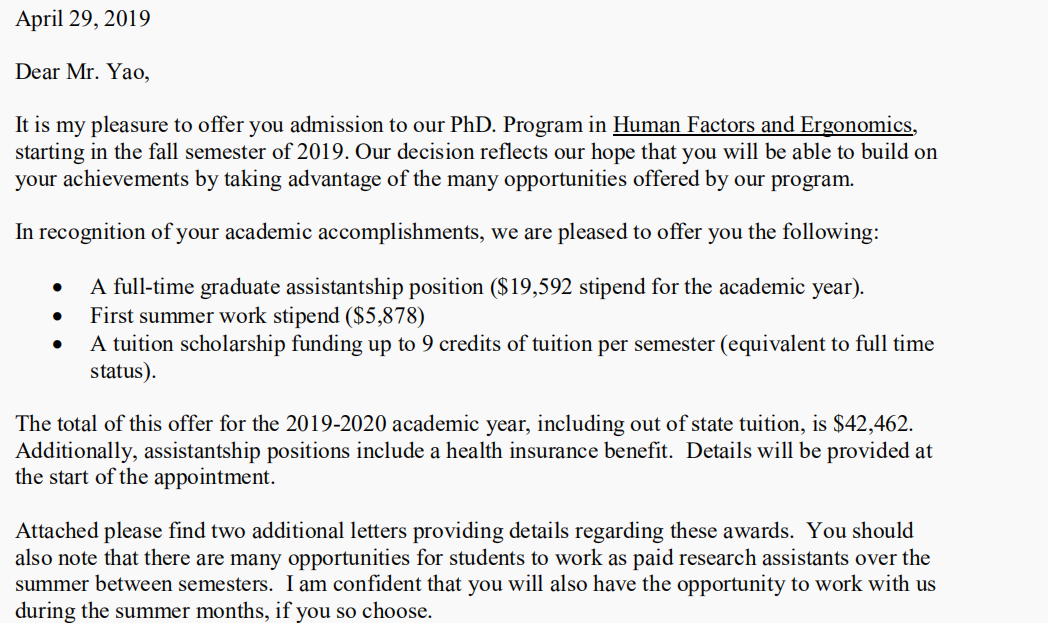 April 29, 2019
Dear Mr. Yao,
It is my pleasure to offer you admission to our PhD. Program in Human Factors and Ergonomics,
starting in the fall semester of 2019. Our decision reflects our hope that you will be able to build on
your achievements by taking advantage of the many opportunities offered by our program.
In recognition of your academic accomplishments, we are pleased to offer you the following:
• A full-time graduate assistantship position ($19,592 stipend for the academic year).
• First summer work stipend ($5,878)
• A tuition scholarship funding up to 9 credits of tuition per semester (equivalent to full time
status).
The total of this offer for the 2019-2020 academic year, including out of state tuition, is $42,462.
Additionally, assistantship positions include a health insurance benefit.  Details will be provided at
the start of the appointment.
Attached please find two additional letters providing details regarding these awards.  You should
also note that there are many opportunities for students to work as paid research assistants over the
summer between semesters.  I am confident that you will also have the opportunity to work with us
during the summer months, if you so choose.